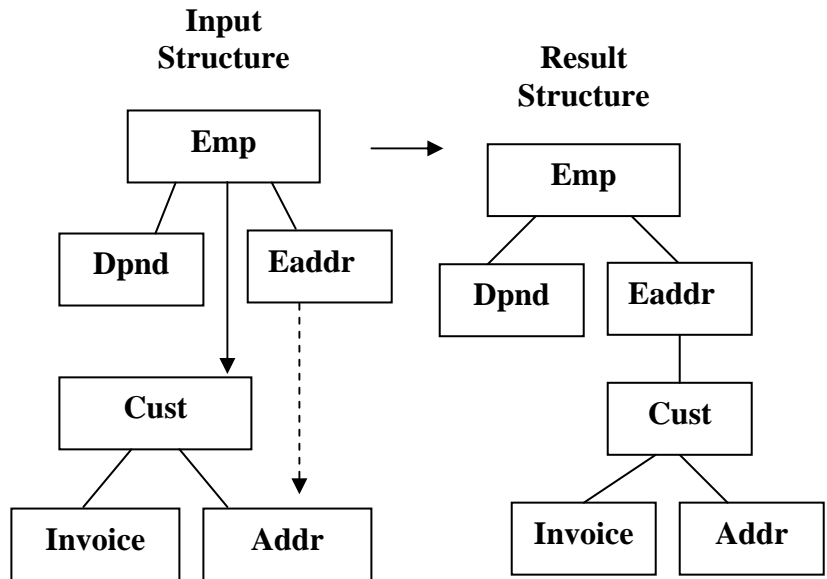 Input
Structure
Emp
Dpnd
Eaddr
Cust
Invoice
Addr
Result
Structure
Emp
Dpnd
Eaddr
Cust
Invoice
Addr